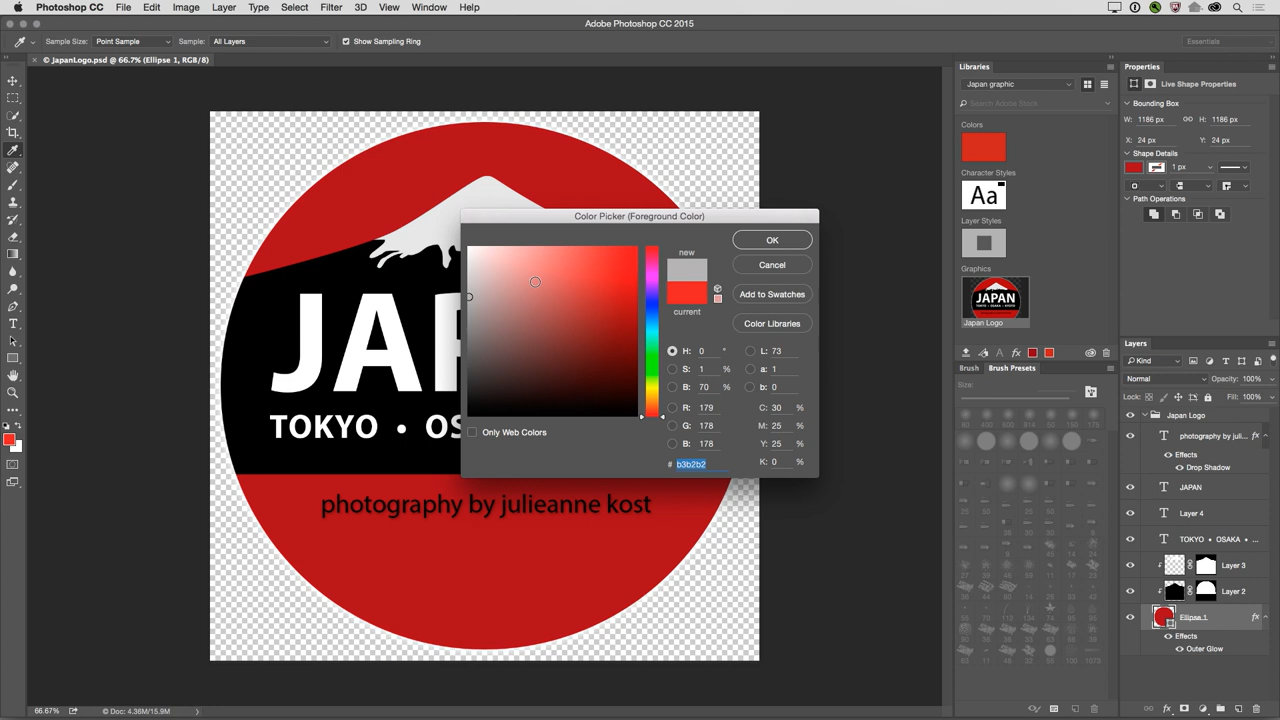 Photoshop CC File Edit Image Layer Type Select Filter 3D View Window Help
Adobe Photoshop CC 2015
Sample Size: Point Sample Sample: All Layers Show Sampling Ring Essentials
© JapanLogo.psd @ 66.7% (Ellipse 1, RGB/8)
JAP
TOKYO • OS
photography by julieanne kost
Color Picker (Foreground Color)
new
current
OK
Cancel
Add to Swatches
Color Libraries
H: 0 °
S: 1 %
B: 70 %
R: 179
G: 178
B: 178
# b3b2b2
L: 73
a: 1
b: 0
C: 30 %
M: 25 %
Y: 25 %
K: 0 %
Only Web Colors
Libraries
Japan graphic
Search Adobe Stock
Colors
Character Styles
Aa
Layer Styles
Graphics
JAPAN
Japan Logo
Brush Brush Presets
Size:
Properties
Live Shape Properties
Bounding Box
W: 1186 px H: 1186 px
X: 24 px Y: 24 px
Shape Details
1 px
Path Operations
Layers
Kind
Normal Opacity: 100%
Lock: Fill: 100%
Japan Logo
photography by juli... fx
Effects
Drop Shadow
JAPAN
Layer 4
TOKYO • OSAKA • ...
Layer 3
Layer 2
Ellipse 1 fx
Effects
Outer Glow
66.67% Doc: 4.36M/15.9M